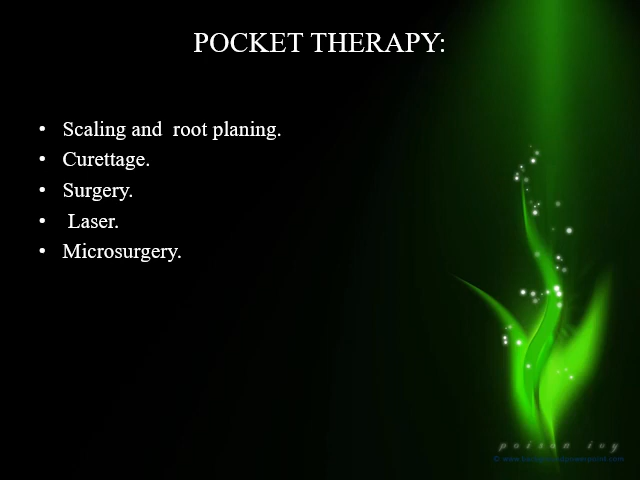 POCKET THERAPY:
• Scaling and  root planing.
• Curettage.
• Surgery.
•  Laser.
• Microsurgery.
poison ivy